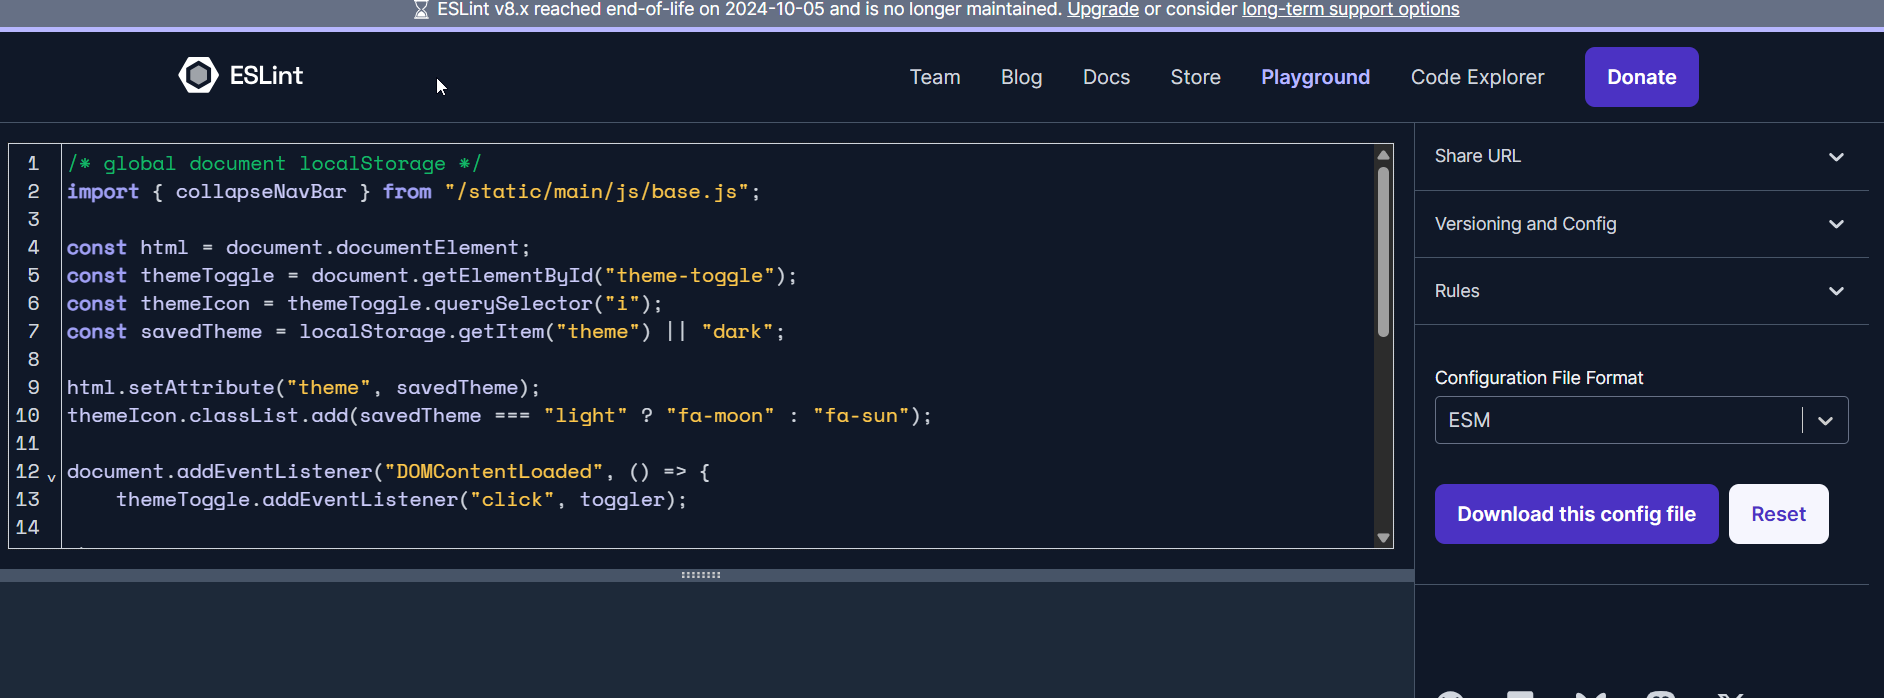 ESLint v8.x reached end-of-life on 2024-10-05 and is no longer maintained. Upgrade or consider long-term support options
ESLint
Team Blog Docs Store Playground Code Explorer Donate
1 /* global document localStorage */
2 import { collapseNavBar } from "/static/main/js/base.js";
3
4 const html = document.documentElement;
5 const themeToggle = document.getElementById("theme-toggle");
6 const themeIcon = themeToggle.querySelector("i");
7 const savedTheme = localStorage.getItem("theme") || "dark";
8
9 html.setAttribute("theme", savedTheme);
10 themeIcon.classList.add(savedTheme === "light" ? "fa-moon" : "fa-sun");
11
12 document.addEventListener("DOMContentLoaded", () => {
13 themeToggle.addEventListener("click", toggler);
14
Share URL
Versioning and Config
Rules
Configuration File Format
ESM
Download this config file Reset